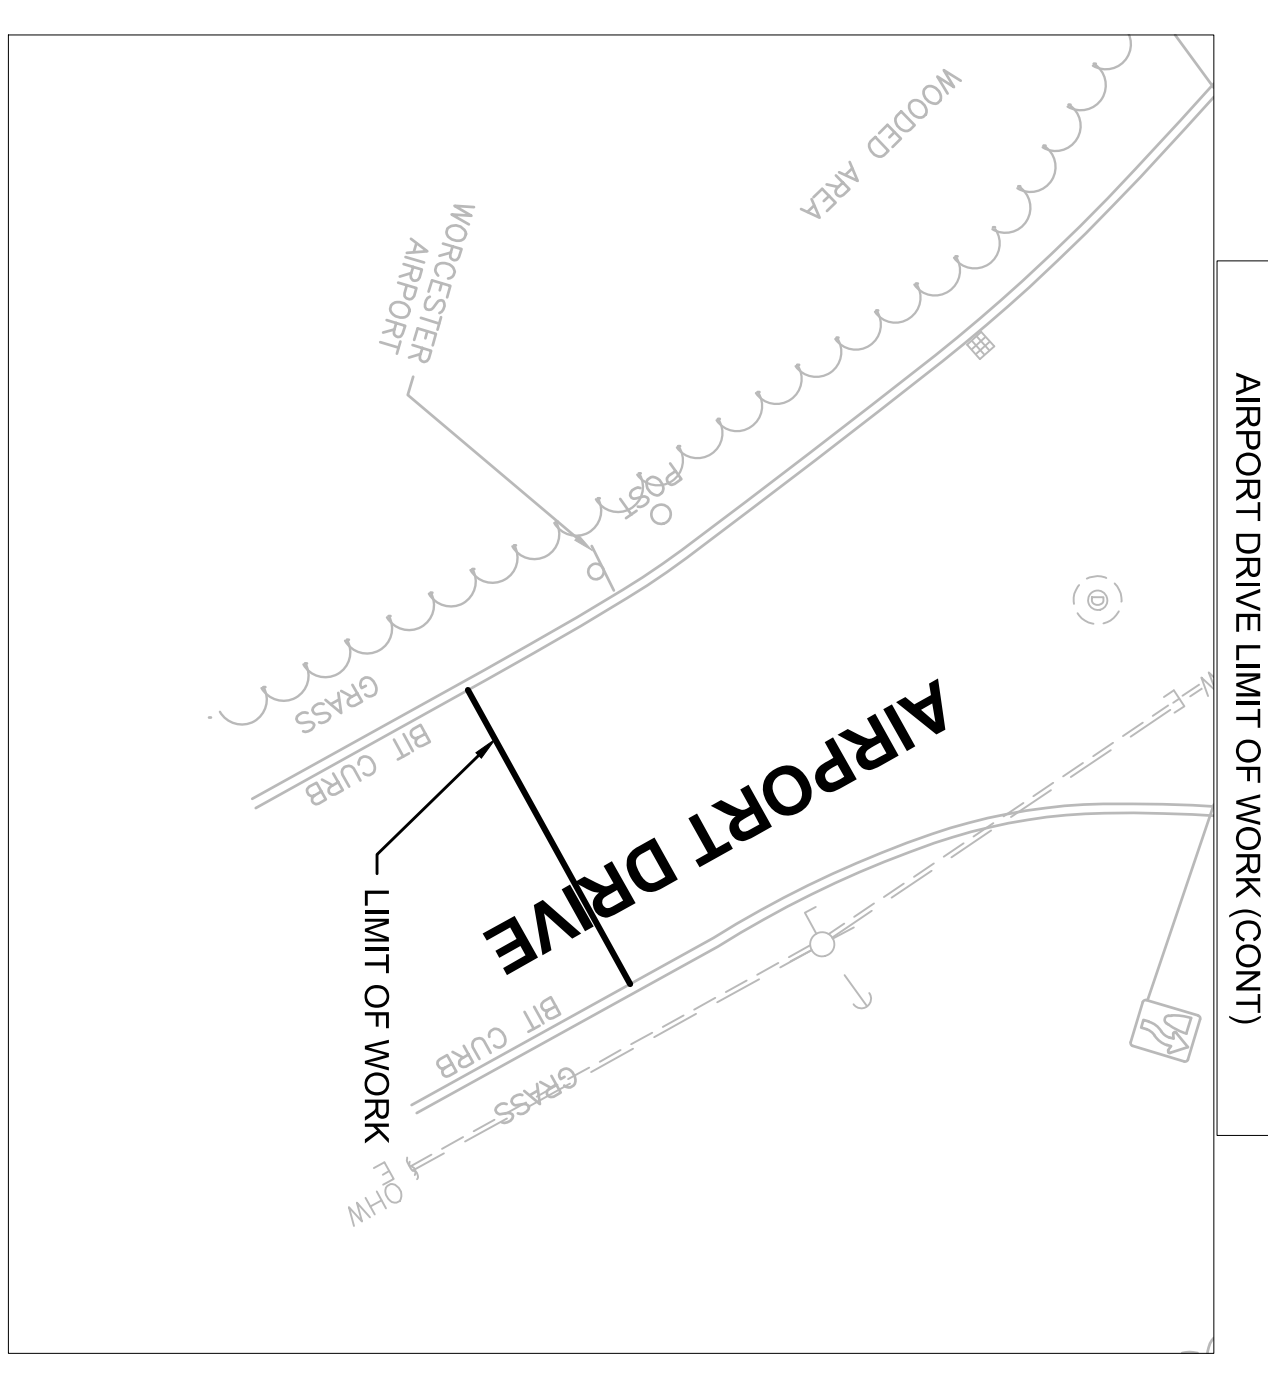 AIRPORT DRIVE LIMIT OF WORK (CONT)
WOODED AREA
WORCESTER
AIRPORT
POST
D
W
E
AIRPORT DRIVE
GRASS
BIT CURB
LIMIT OF WORK
BIT CURB
GRASS
E
OHW